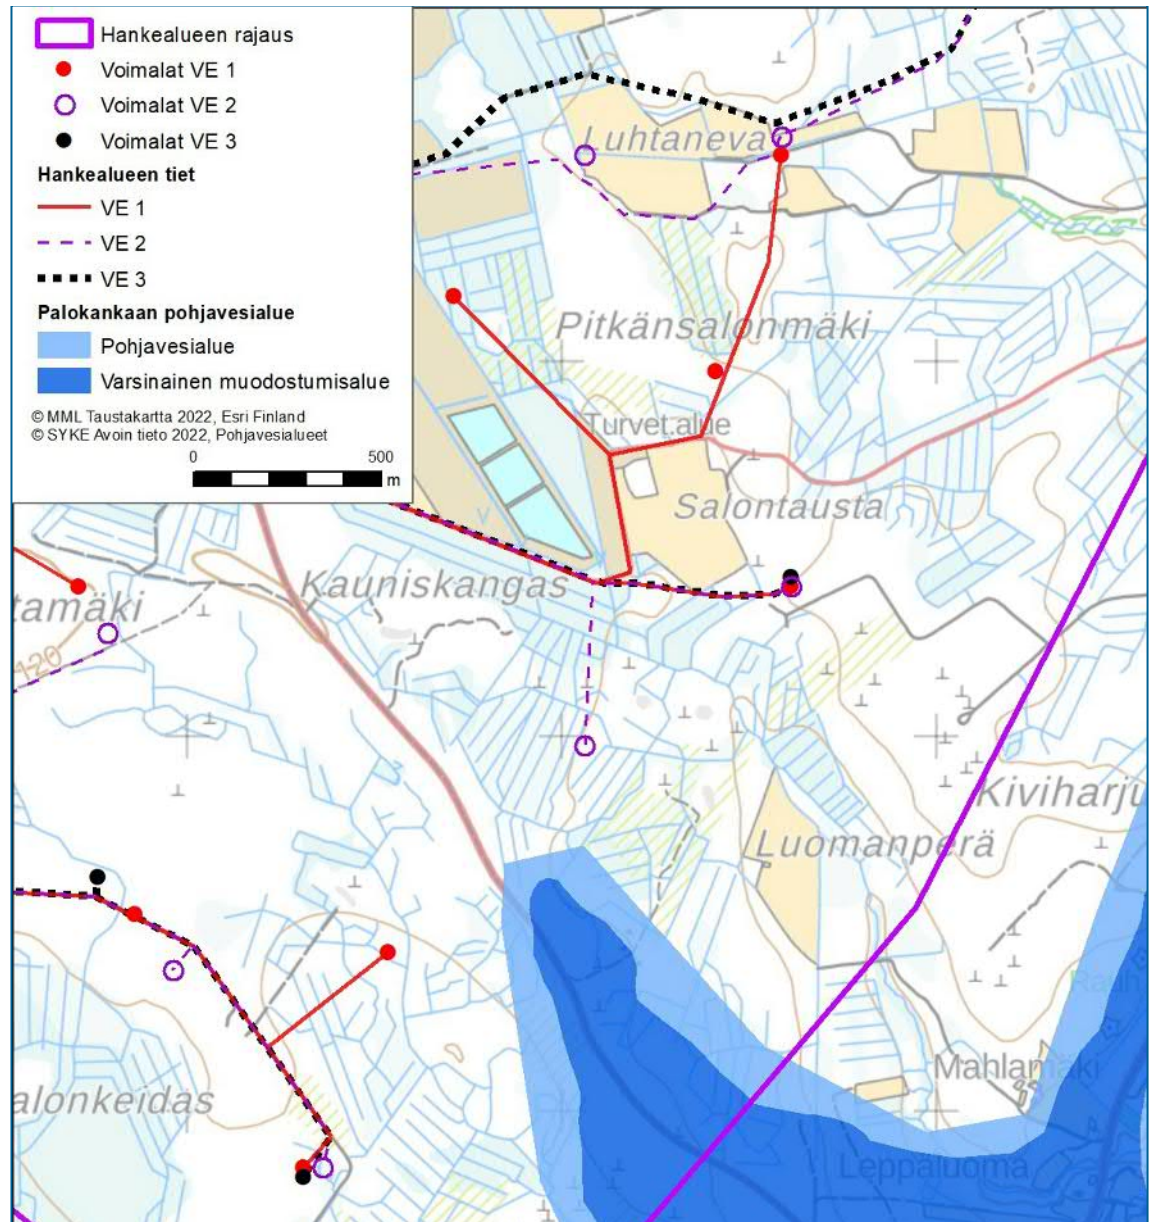 Hankealueen rajaus
Voimalat VE 1
Voimalat VE 2
Voimalat VE 3
Hankealueen tiet
VE 1
VE 2
VE 3
Palokankaan pohjavesialue
Pohjavesialue
Varsinainen muodostumisalue
© MML Taustakartta 2022, Esri Finland
© SYKE Avoin tieto 2022, Pohjavesialueet
0 500
m
Luhtaneva
Pitkänsalonmäki
Turvet.alue
Salontausta
Kauniskangas
tamäki
120
Kiviharju
Luomanperä
Mahlamäki
alonkeidas
Leppäluoma